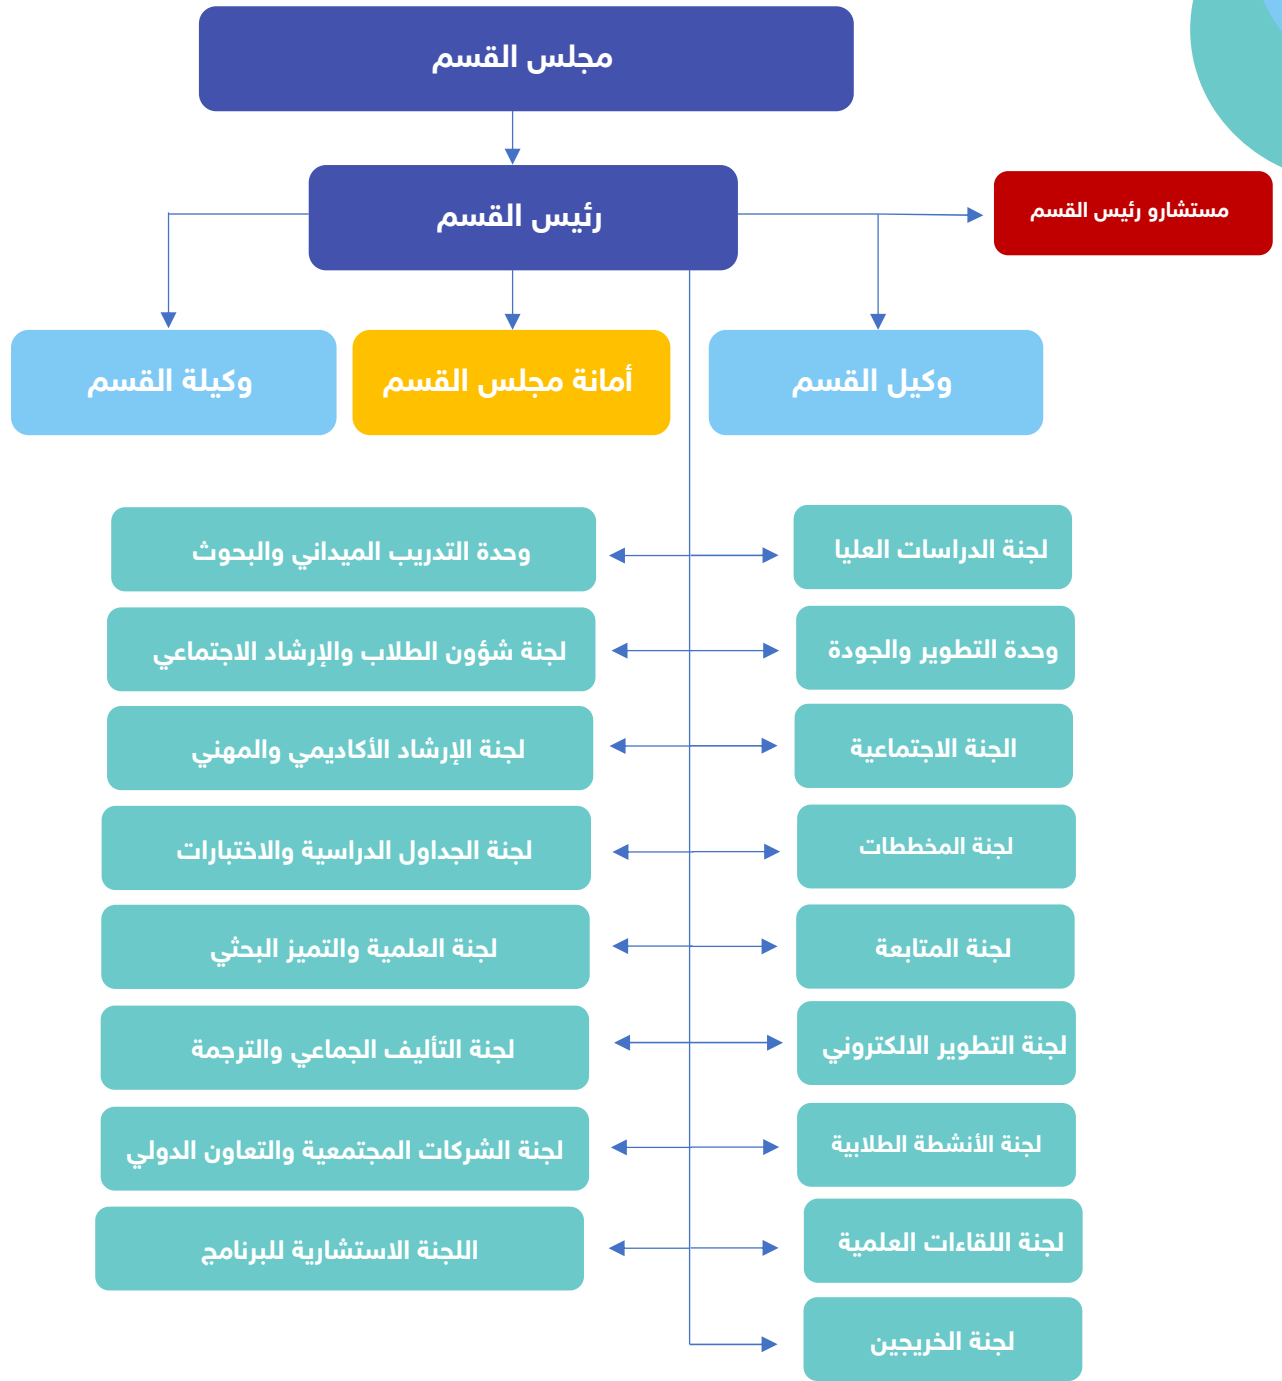 مجلس القسم
رئيس القسم
مستشارو رئيس القسم
وكيل القسم
أمانة مجلس القسم
وكيلة القسم
لجنة الدراسات العليا
وحدة التدريب الميداني والبحوث
وحدة التطوير والجودة
لجنة شؤون الطلاب والإرشاد الاجتماعي
الجنة الاجتماعية
لجنة الإرشاد الأكاديمي والمهني
لجنة المخططات
لجنة الجداول الدراسية والاختبارات
لجنة المتابعة
لجنة العلمية والتميز البحثي
لجنة التطوير الالكتروني
لجنة التأليف الجماعي والترجمة
لجنة الأنشطة الطلابية
لجنة الشركات المجتمعية والتعاون الدولي
لجنة اللقاءات العلمية
اللجنة الاستشارية للبرنامج
لجنة الخريجين